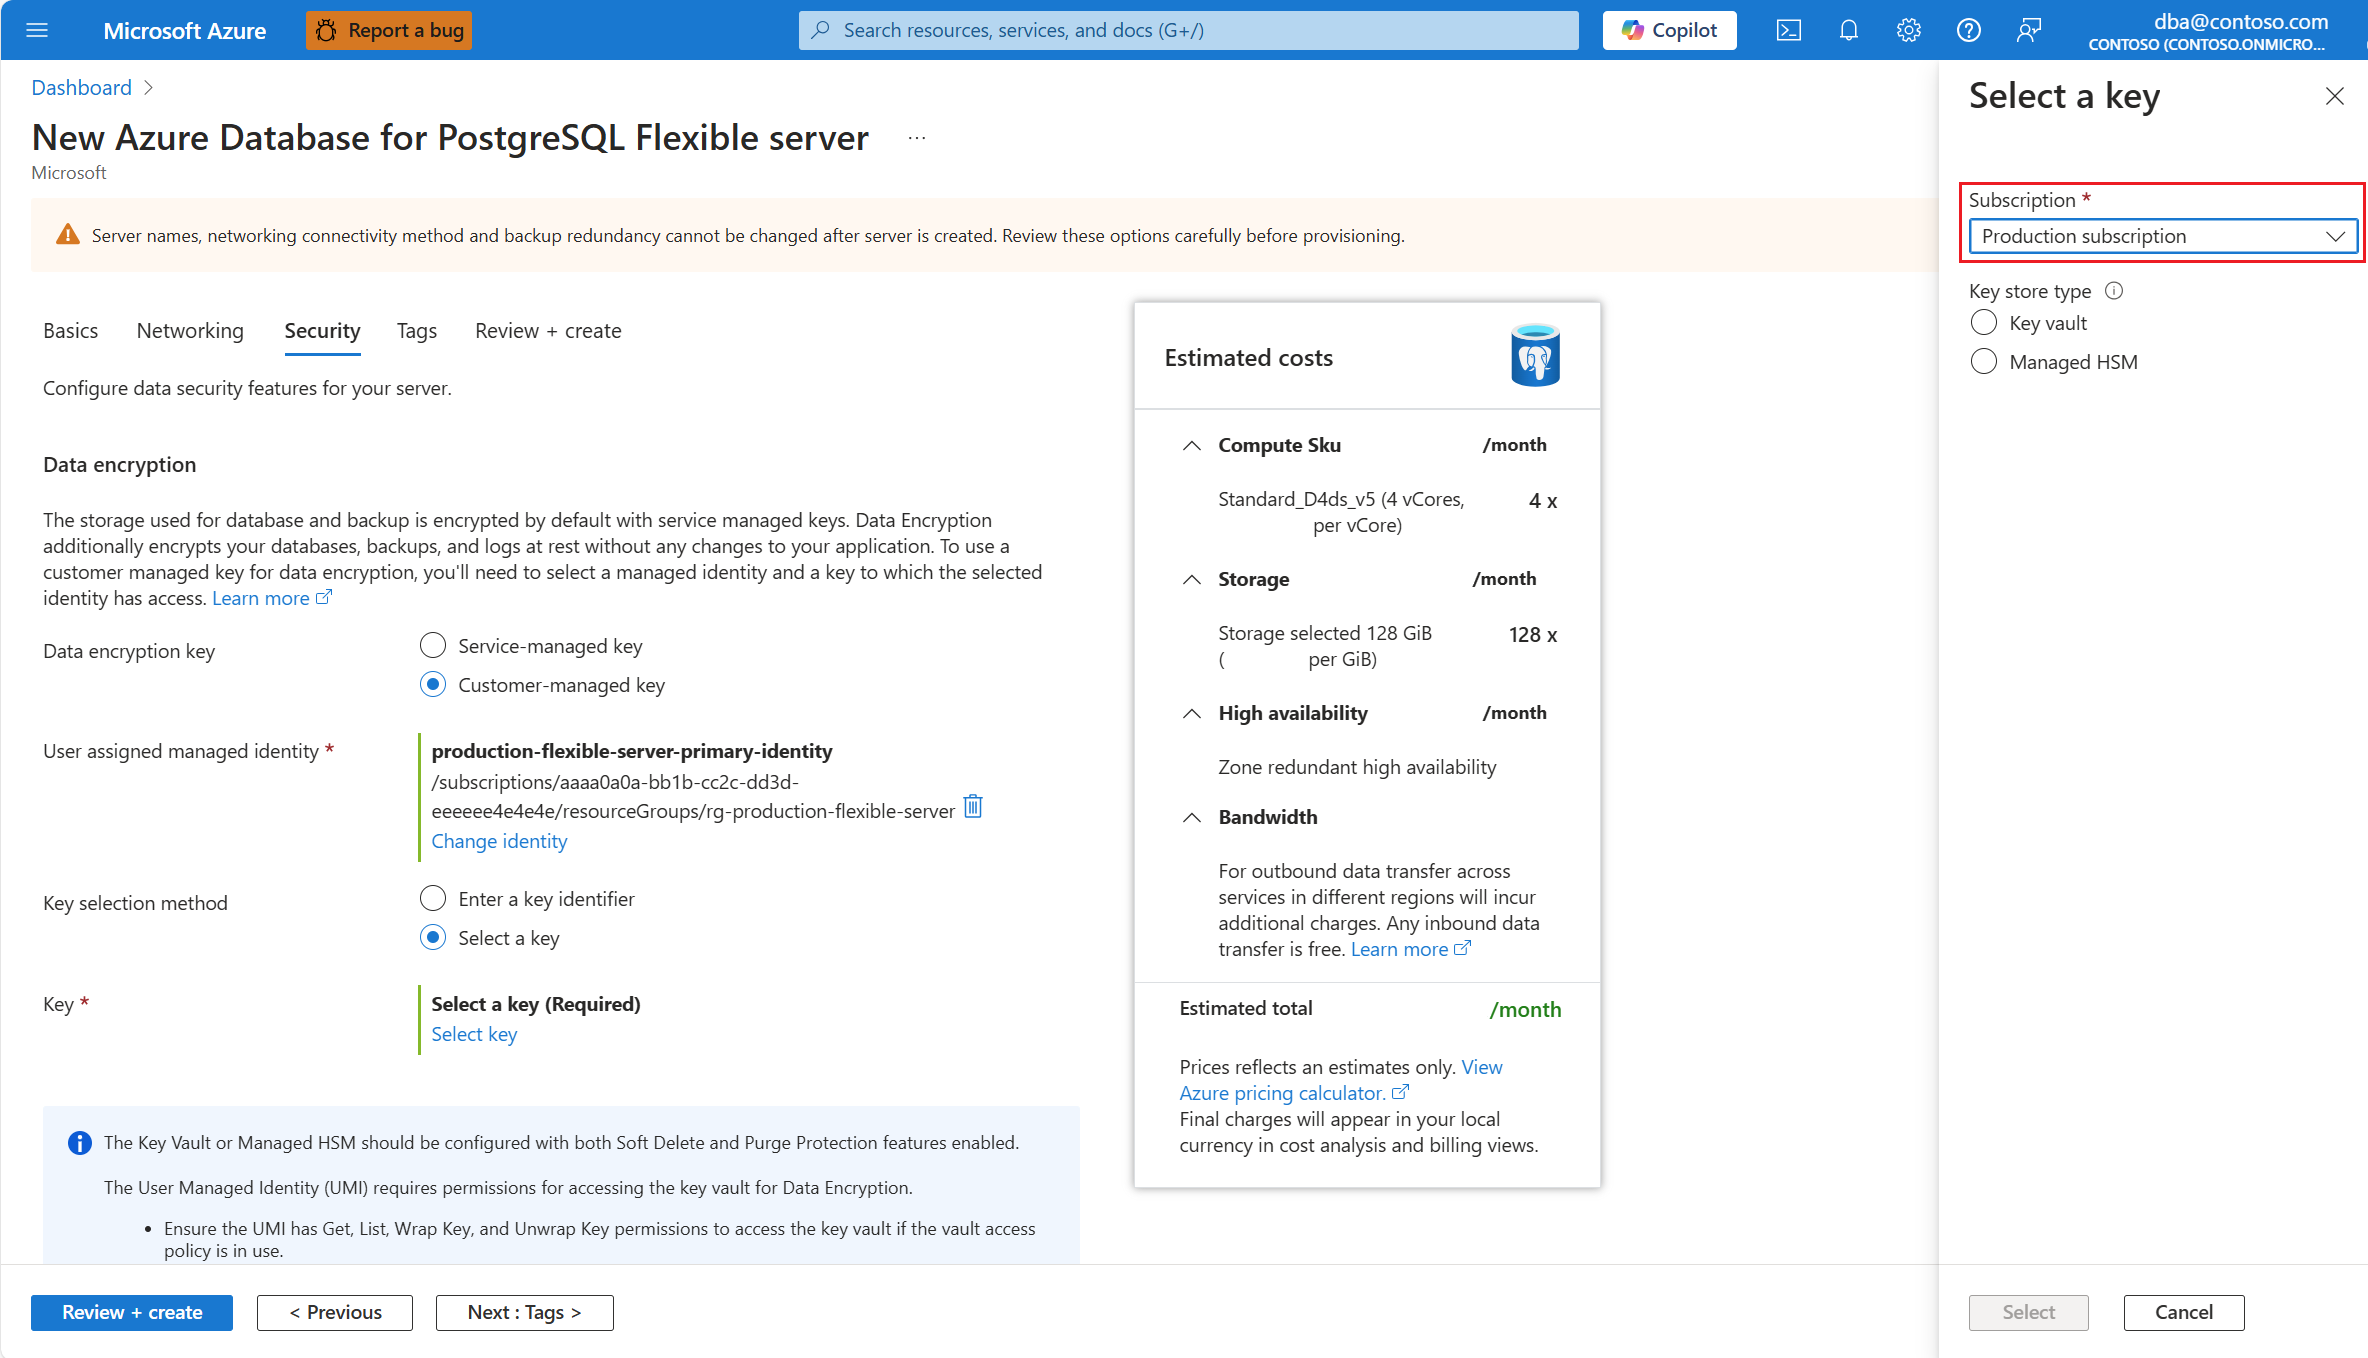 Microsoft Azure
Report a bug
Search resources, services, and docs (G+/)
Copilot
dba@contoso.com
CONTOSO (CONTOSO.ONMICRO...
Dashboard
New Azure Database for PostgreSQL Flexible server
...
Microsoft
Server names, networking connectivity method and backup redundancy cannot be changed after server is created. Review these options carefully before provisioning.
Basics
Networking
Security
Tags
Review + create
Configure data security features for your server.
Data encryption
The storage used for database and backup is encrypted by default with service managed keys. Data Encryption
additionally encrypts your databases, backups, and logs at rest without any changes to your application. To use a
customer managed key for data encryption, you'll need to select a managed identity and a key to which the selected
identity has access. Learn more
Data encryption key
Service-managed key
Customer-managed key
User assigned managed identity *
production-flexible-server-primary-identity
/subscriptions/aaaa0a0a-bb1b-cc2c-dd3d-
eeeeee4e4e4e/resourceGroups/rg-production-flexible-server
Change identity
Key selection method
Enter a key identifier
Select a key
Key *
Select a key (Required)
Select key
The Key Vault or Managed HSM should be configured with both Soft Delete and Purge Protection features enabled.
The User Managed Identity (UMI) requires permissions for accessing the key vault for Data Encryption.
• Ensure the UMI has Get, List, Wrap Key, and Unwrap Key permissions to access the key vault if the vault access
policy is in use.
Review + create
< Previous
Next : Tags >
Estimated costs
Compute Sku /month
Standard_D4ds_v5 (4 vCores, 4 x
per vCore)
Storage /month
Storage selected 128 GiB 128 x
( per GiB)
High availability /month
Zone redundant high availability
Bandwidth
For outbound data transfer across
services in different regions will incur
additional charges. Any inbound data
transfer is free. Learn more
Estimated total /month
Prices reflects an estimates only. View
Azure pricing calculator.
Final charges will appear in your local
currency in cost analysis and billing views.
Select a key
Subscription *
Production subscription
Key store type
Key vault
Managed HSM
Select
Cancel